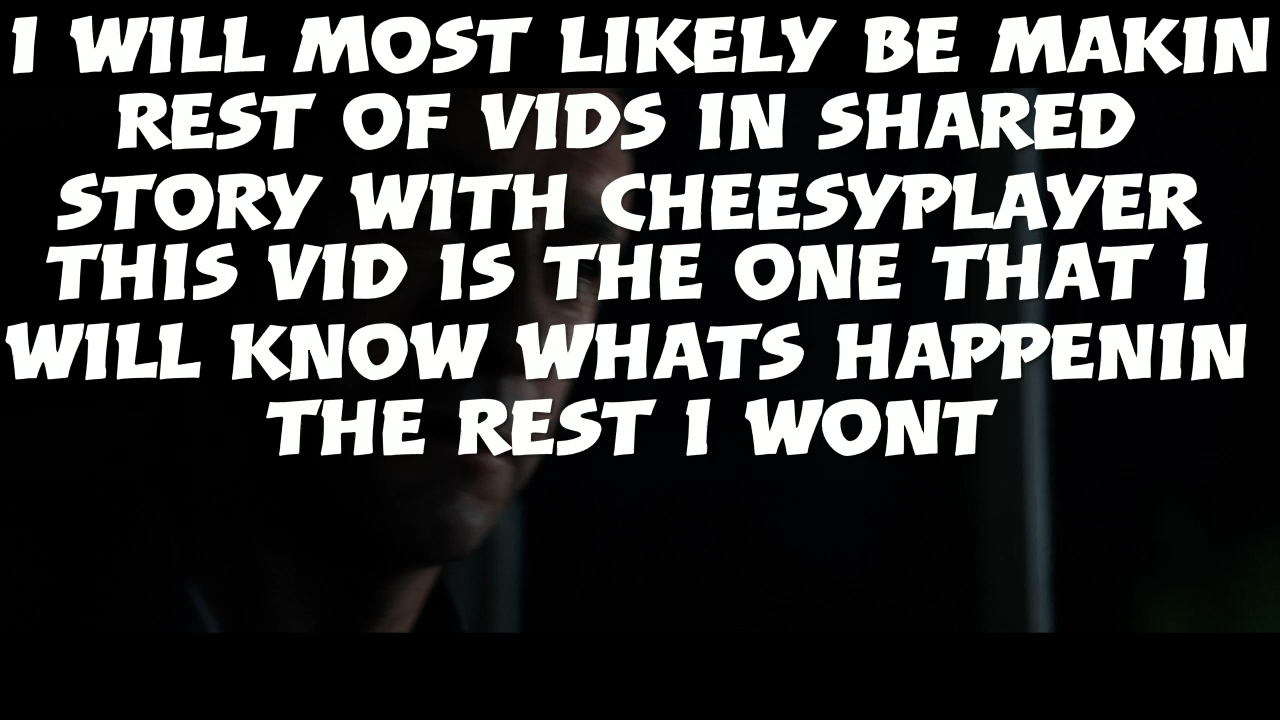 I WILL MOST LIKELY BE MAKIN
REST OF VIDS IN SHARED
STORY WITH CHEESYPLAYER
THIS VID IS THE ONE THAT I
WILL KNOW WHATS HAPPENIN
THE REST I WONT